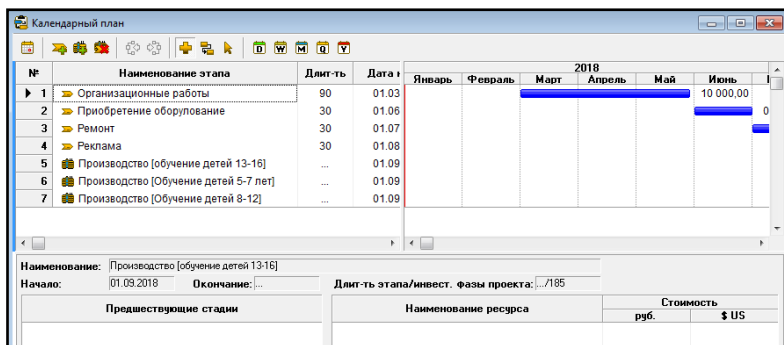 Календарный план
D W M Q Y
№ Наименование этапа Длит-ть Дата н 2018
Январь Февраль Март Апрель Май Июнь
1 Организационные работы 90 01.03 10 000,00
2 Приобретение оборулование 30 01.06 0
3 Ремонт 30 01.07
4 Реклама 30 01.08
5 Производство [обучение детей 13-16] ... 01.09
6 Производство [Обучение детей 5-7 лет] ... 01.09
7 Производство [Обучение детей 8-12] ... 01.09
Наименование: Производство [обучение детей 13-16]
Начало: 01.09.2018 Окончание: ... Длит-ть этапа/инвест. фазы проекта: .../185
Предшествующие стадии Наименование ресурса Стоимость
руб. $ US